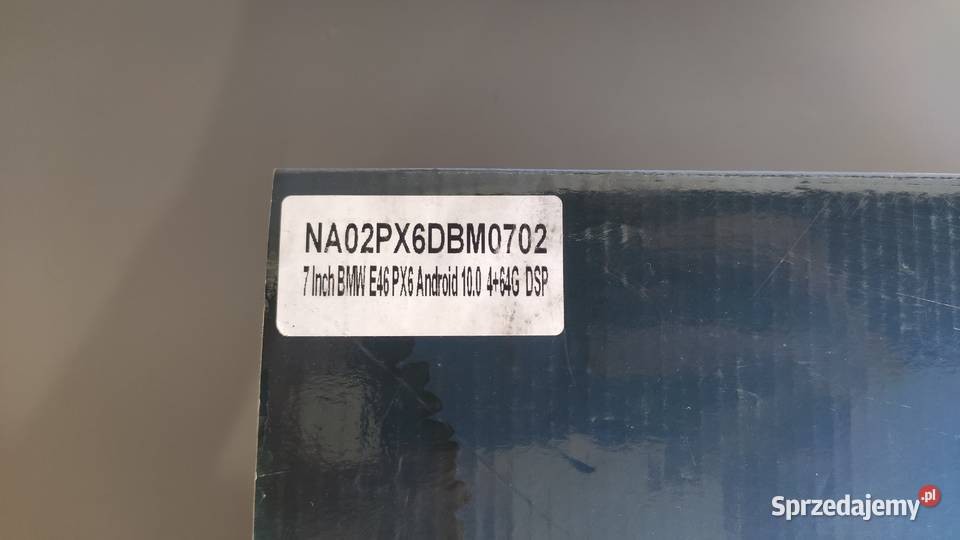 NA02PX6DBM0702
7 Inch BMW E46 PX6 Android 10.0 4+64G DSP
Sprzedajemy.pl